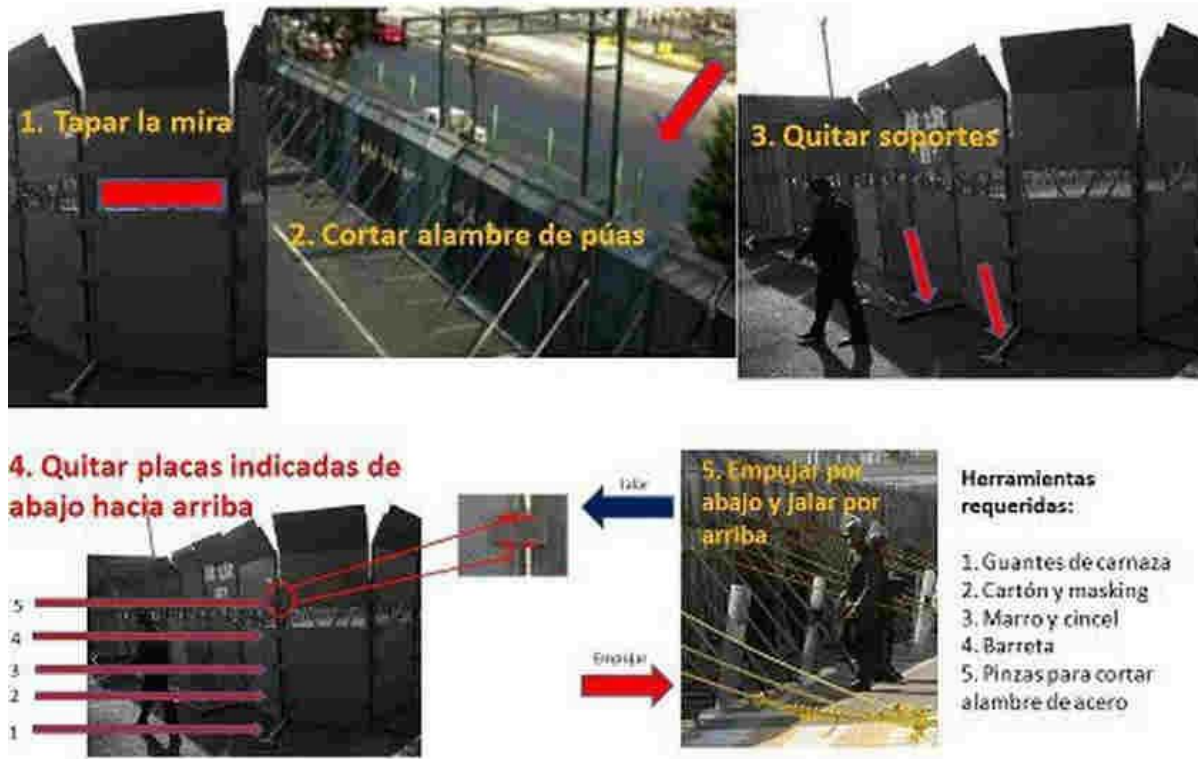 1. Tapar la mira
2. Cortar alambre de púas
3. Quitar soportes
4. Quitar placas indicadas de
abajo hacia arriba
5
4
3
2
1
Jalar
Empujar
5. Empujar por
abajo y jalar por
arriba
Herramientas
requeridas:
1. Guantes de carnaza
2. Cartón y masking
3. Marro y cincel
4. Barreta
5. Pinzas para cortar
alambre de acero